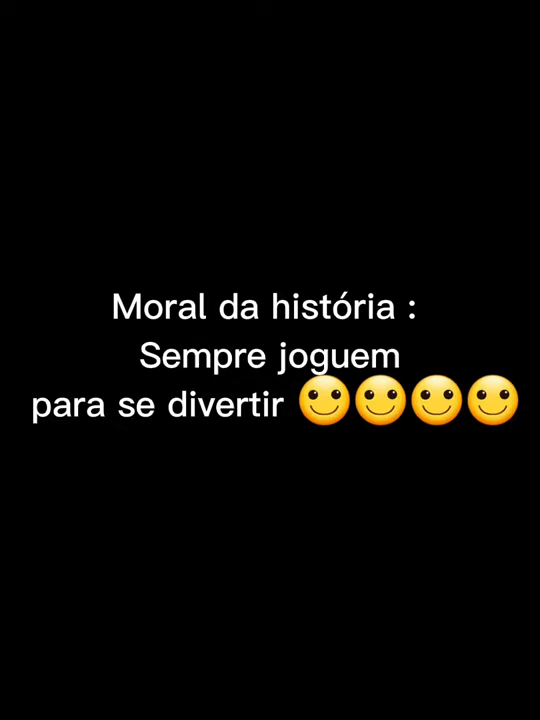 Moral da história :
Sempre joguem
para se divertir 🙂🙂🙂🙂